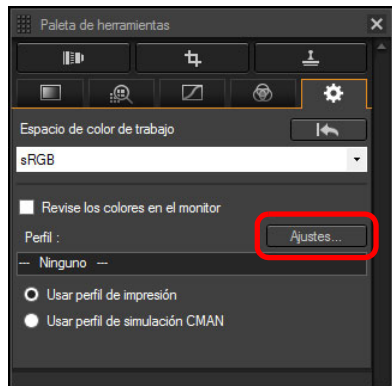 Paleta de herramientas
Espacio de color de trabajo
sRGB
Revise los colores en el monitor
Perfil :
Ajustes...
--- Ninguno ---
Usar perfil de impresión
Usar perfil de simulación CMAN